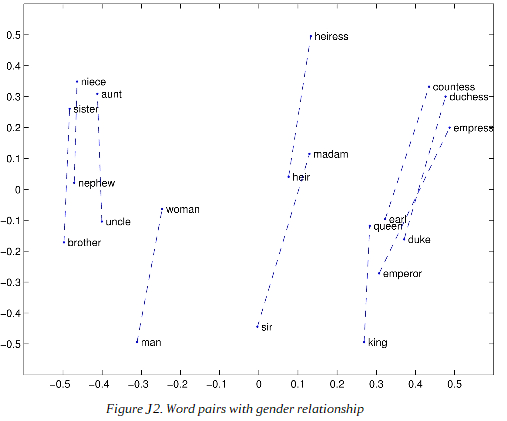 heiress
0.5
0.4
niece
countess
aunt
duchess
0.3
sister
empress
0.2
madam
0.1
nephew
heir
0
woman
earl
−0.1
uncle
queen
duke
brother
−0.2
emperor
−0.3
−0.4
sir
man
king
−0.5
−0.5 −0.4 −0.3 −0.2 −0.1 0 0.1 0.2 0.3 0.4 0.5
Figure J2. Word pairs with gender relationship